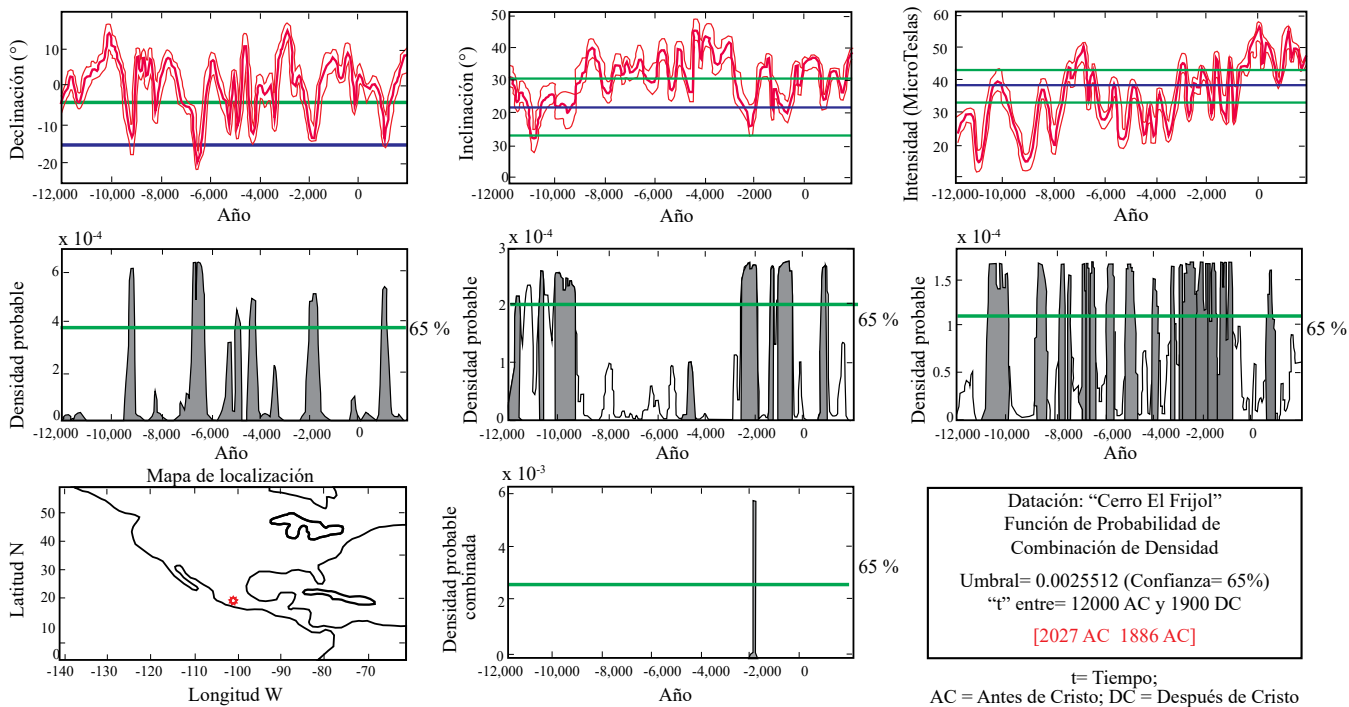 Declinación (°)
10
0
-10
-20
-12,000 -10,000 -8,000 -6,000 -4,000 -2,000 0
Año
Inclinación (°)
50
40
30
20
10
0
-12,000 -10,000 -8,000 -6,000 -4,000 -2,000 0
Año
Intensidad (MicroTeslas)
60
50
40
30
20
-12,000 -10,000 -8,000 -6,000 -4,000 -2,000 0
Año
x 10-4
Densidad probable
6
4
2
0
65 %
-12,000 -10,000 -8,000 -6,000 -4,000 -2,000 0
Año
x 10-4
Densidad probable
3
2
1
0
65 %
-12,000 -10,000 -8,000 -6,000 -4,000 -2,000 0
Año
x 10-4
Densidad probable
1.5
1
0.5
0
65 %
-12,000 -10,000 -8,000 -6,000 -4,000 -2,000 0
Año
Mapa de localización
Latitud N
50
40
30
20
10
0
-140 -130 -120 -110 -100 -90 -80 -70
Longitud W
x 10-3
Densidad probable
combinada
6
4
2
0
65 %
-12,000 -10,000 -8,000 -6,000 -4,000 -2,000 0
Año
Datación: “Cerro El Frijol”
Función de Probabilidad de
Combinación de Densidad
Umbral= 0.0025512 (Confianza= 65%)
“t” entre= 12000 AC y 1900 DC
[2027 AC 1886 AC]
t= Tiempo;
AC = Antes de Cristo; DC = Después de Cristo